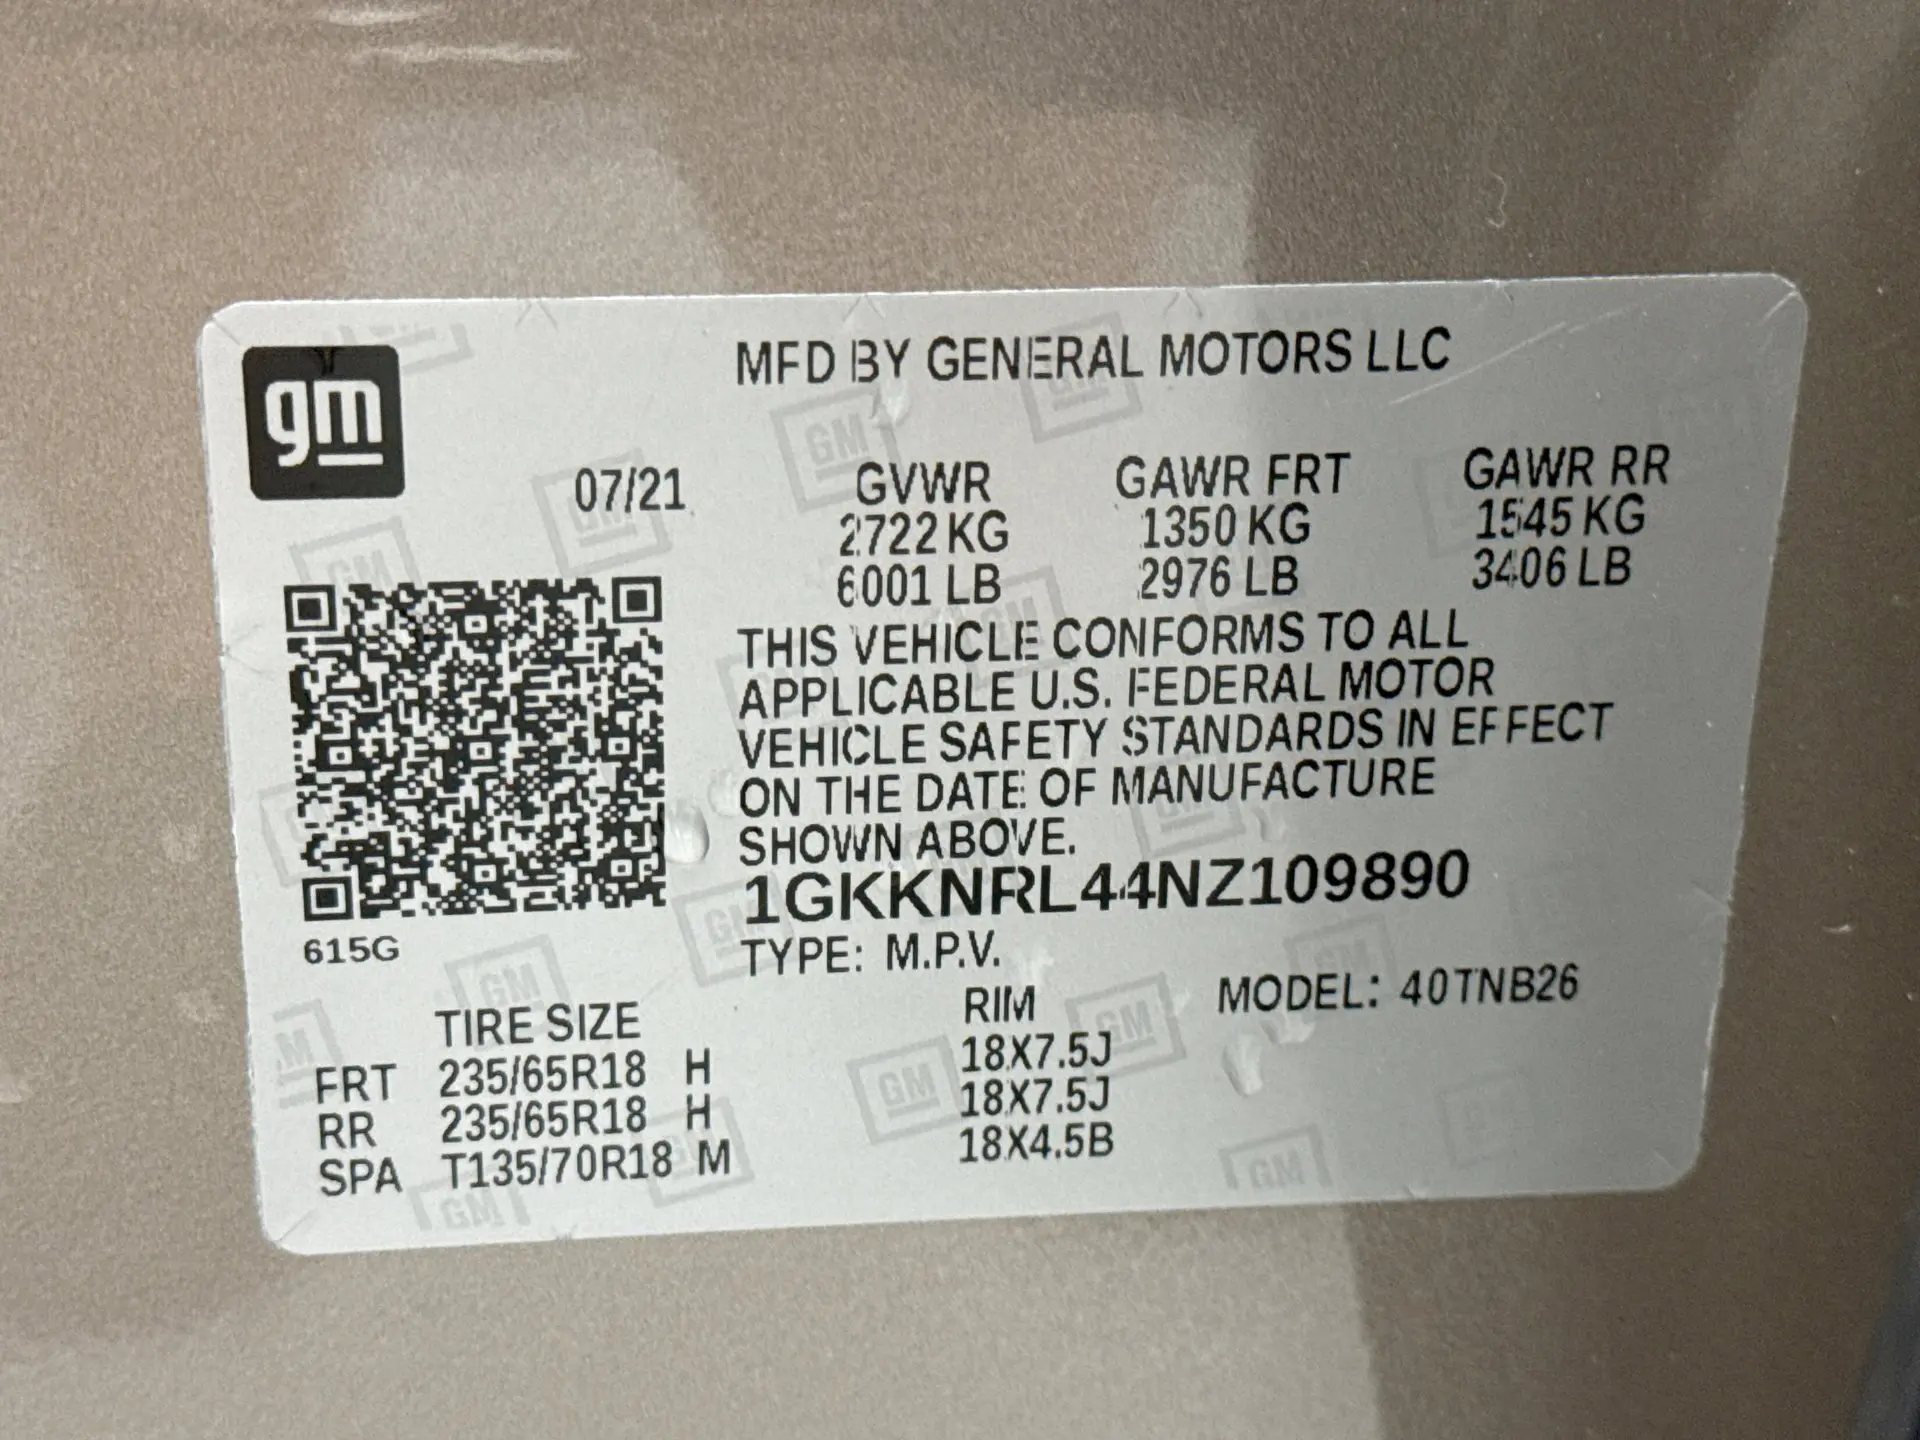 gm
MFD BY GENERAL MOTORS LLC
07/21 GVWR GAWR FRT GAWR RR
2722 KG 1350 KG 1545 KG
6001 LB 2976 LB 3406 LB
THIS VEHICLE CONFORMS TO ALL
APPLICABLE U.S. FEDERAL MOTOR
VEHICLE SAFETY STANDARDS IN EFFECT
ON THE DATE OF MANUFACTURE
SHOWN ABOVE.
1GKKNRL44NZ109890
615G
TYPE: M.P.V.
MODEL: 40TNB26
TIRE SIZE RIM
FRT 235/65R18 H 18X7.5J
RR 235/65R18 H 18X7.5J
SPA T135/70R18 M 18X4.5B